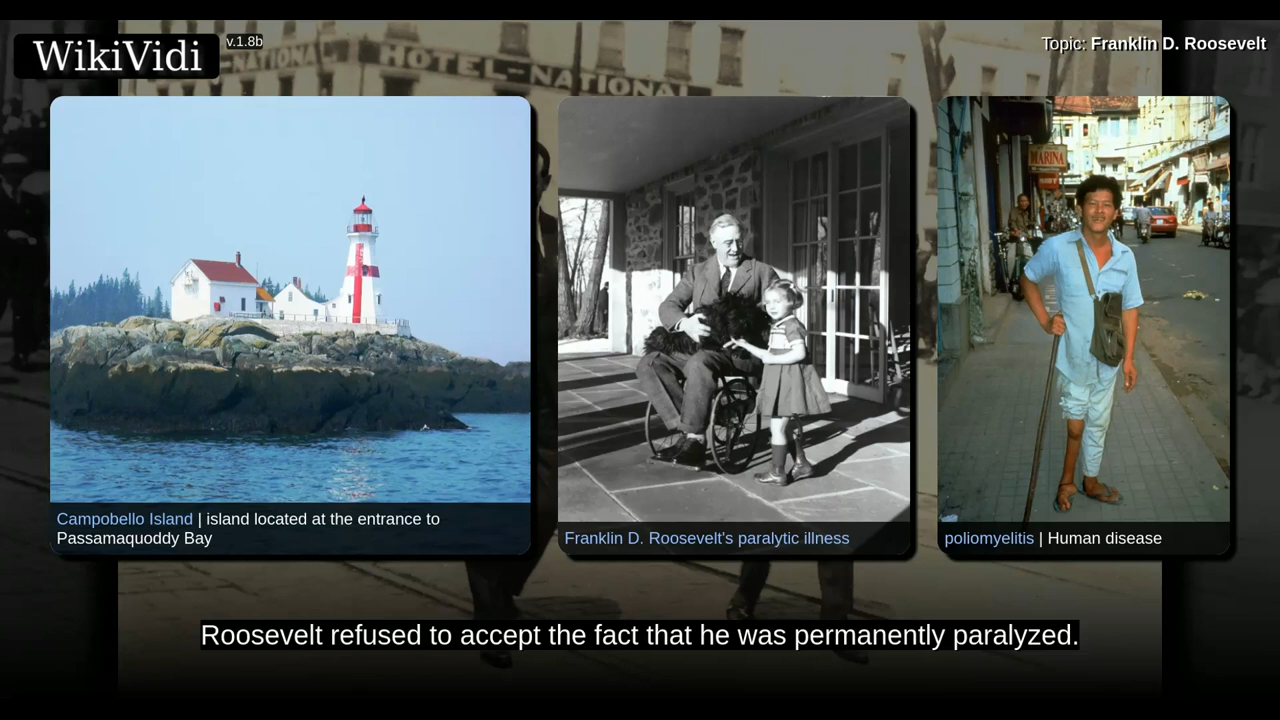 WikiVidi
v.1.8b
Topic: Franklin D. Roosevelt
-NATIONAL
HOTEL-NATIONAL
MARINA
Campobello Island | island located at the entrance to
Passamaquoddy Bay
Franklin D. Roosevelt's paralytic illness
poliomyelitis | Human disease
Roosevelt refused to accept the fact that he was permanently paralyzed.